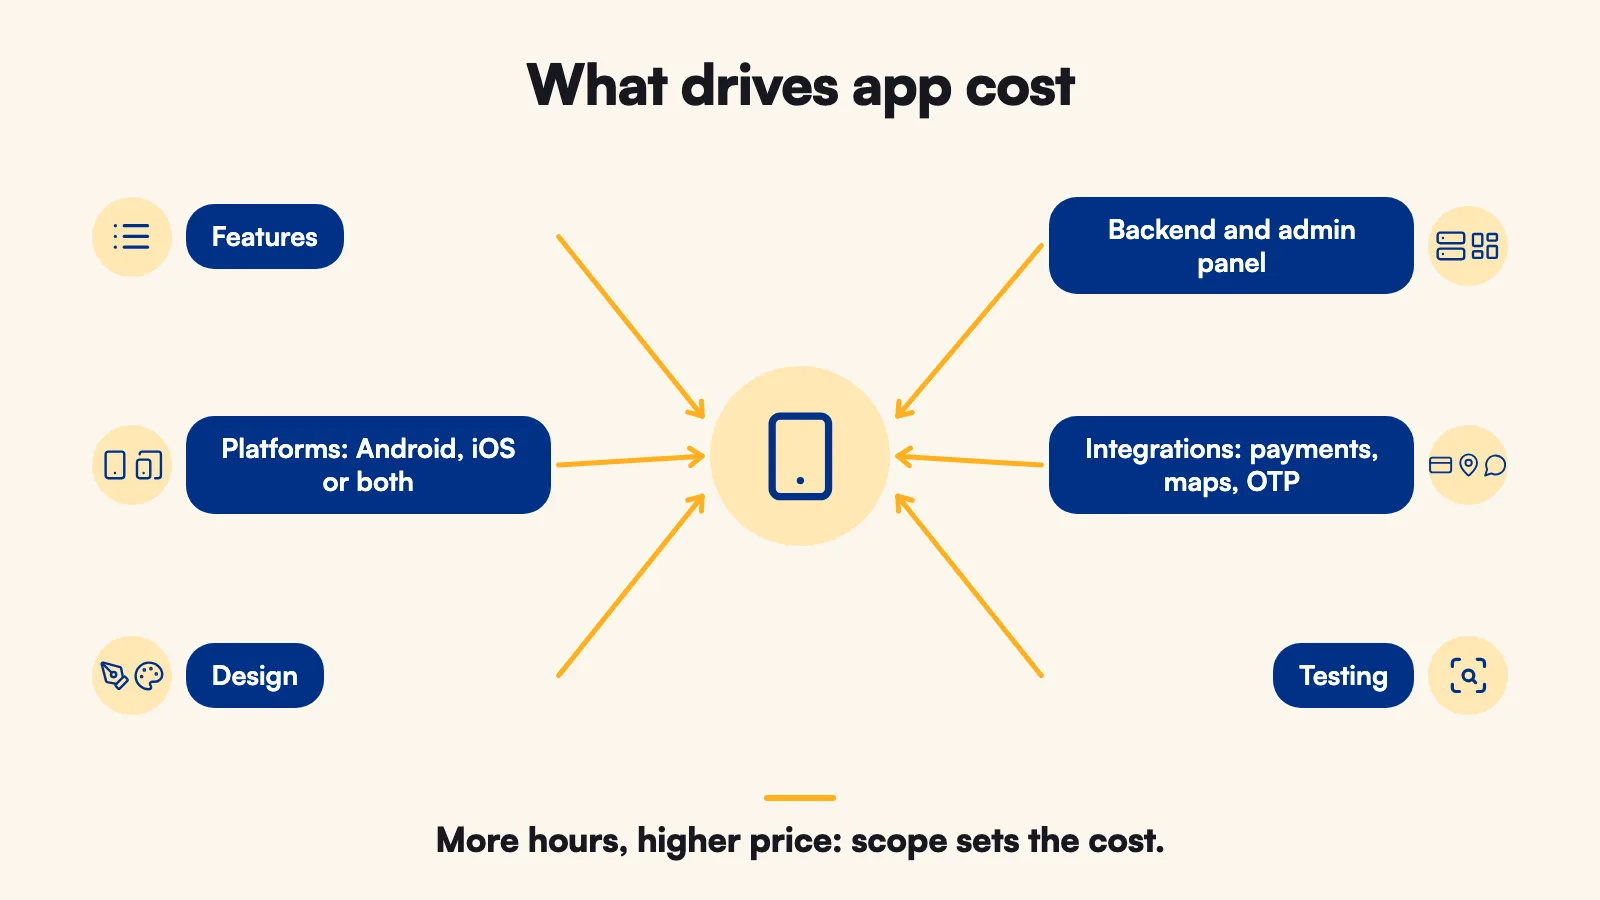 What drives app cost
Features
Platforms: Android, iOS
or both
Design
Backend and admin
panel
Integrations: payments,
maps, OTP
Testing
More hours, higher price: scope sets the cost.